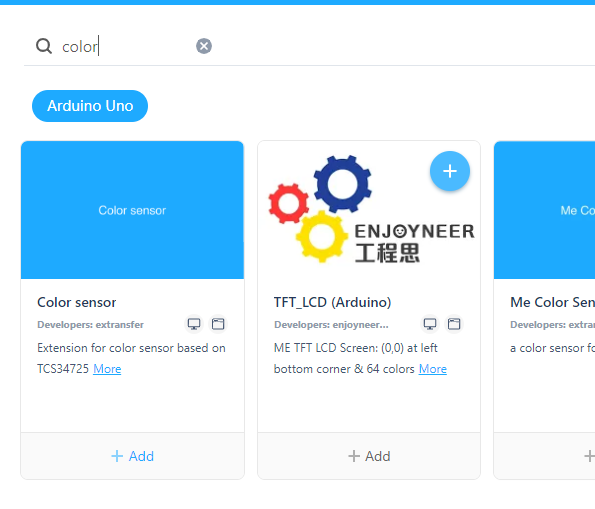 color
Arduino Uno
Color sensor
ENJOYNEER
工程思
Me Co
Color sensor
Developers: extransfer
Extension for color sensor based on
TCS34725 More
Add
TFT_LCD (Arduino)
Developers: enjoyneer...
ME TFT LCD Screen: (0,0) at left
bottom corner & 64 colors More
Add
Me Color Sen
Developers: extra
a color sensor fo